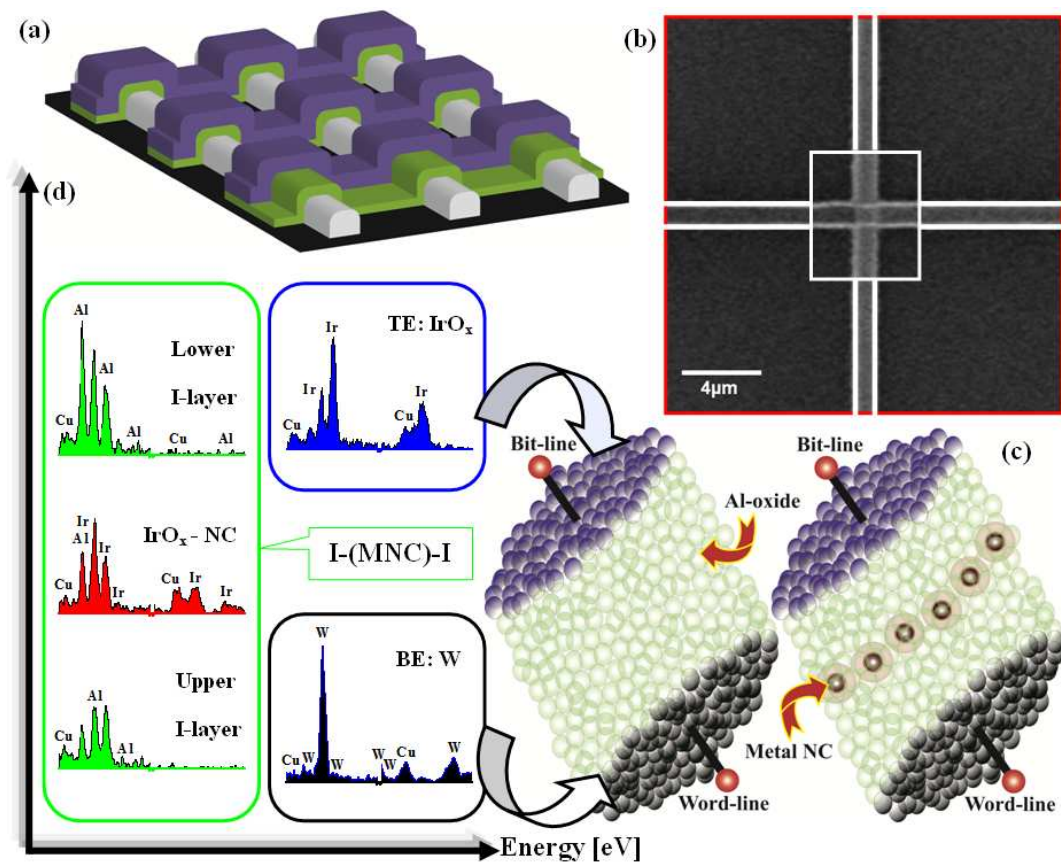 (a)
(b)
4µm
(d)
Al
Al
Lower
I-layer
Cu
Al
Cu
Al
TE: IrOx
Ir
Ir
Cu
Cu
Ir
Ir
Al
Ir
IrOx - NC
Cu
Ir
Cu
Ir
Ir
I-(MNC)-I
Al
Upper
I-layer
Cu
Al
W
BE: W
Cu
W
W
W
W
Cu
W
(c)
Bit-line
Al-oxide
Bit-line
Metal NC
Word-line
Word-line
Energy [eV]